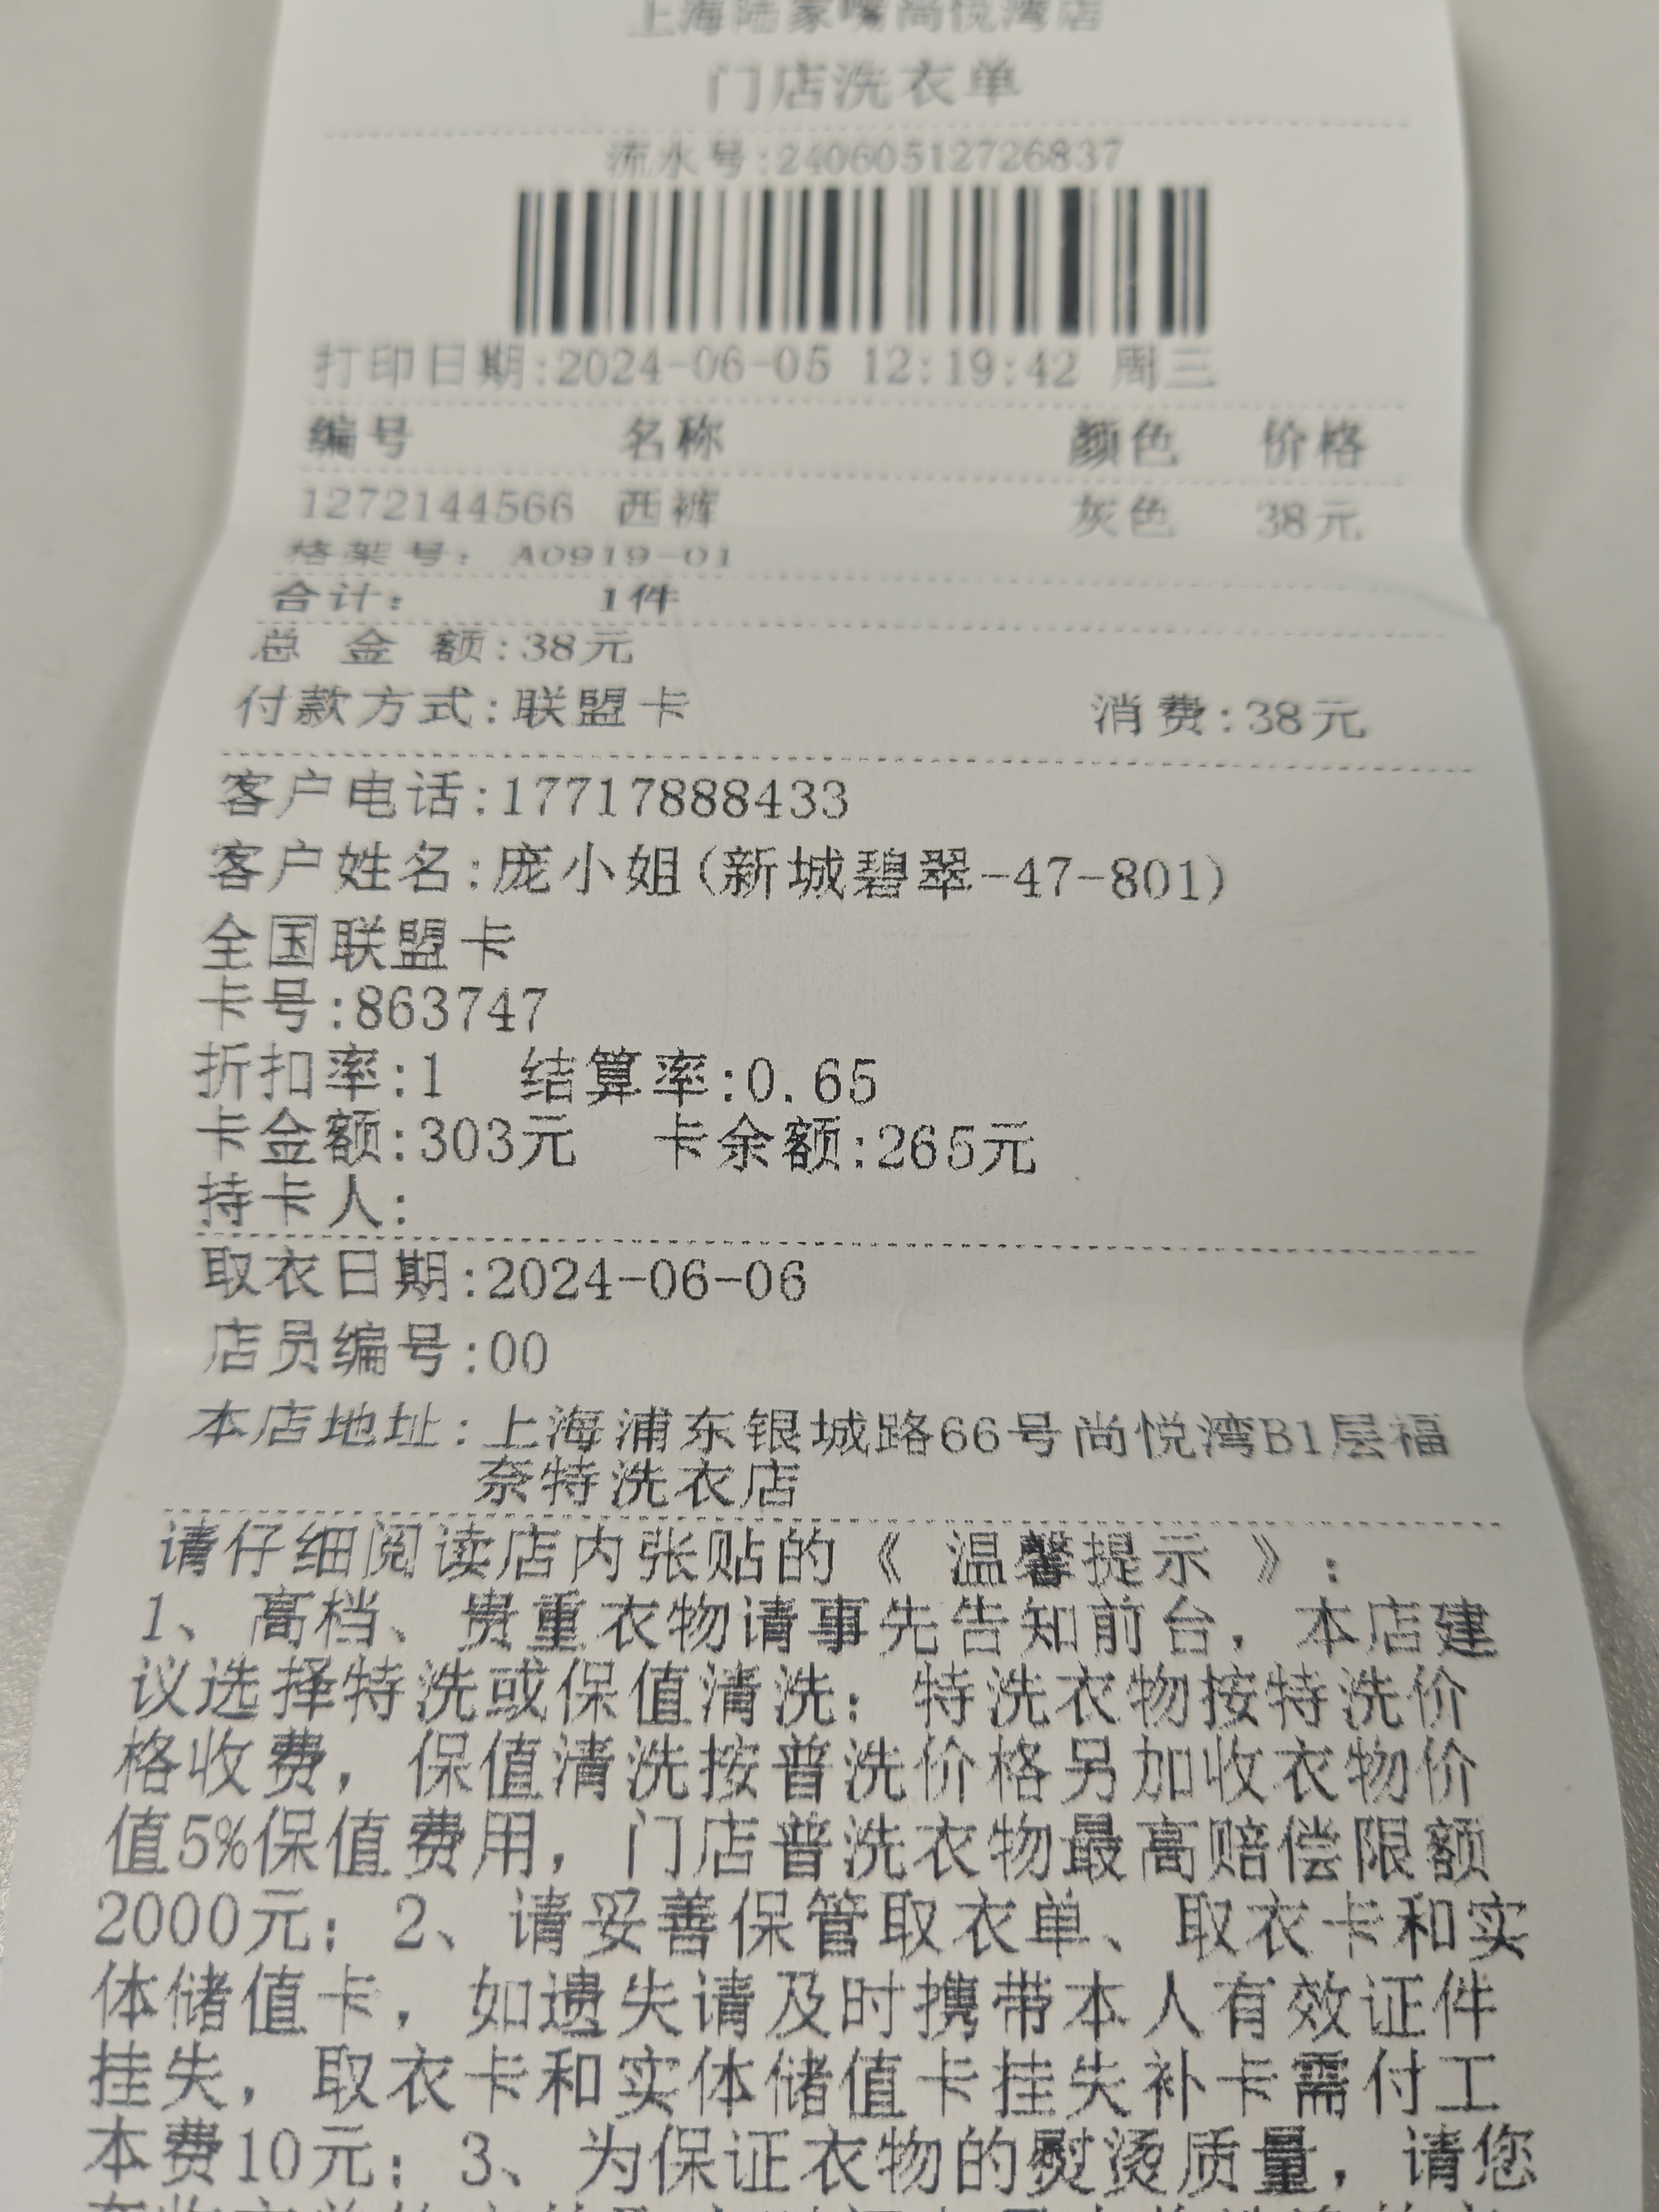 上海陆家嘴尚悦湾店
门店洗衣单
流水号:24060512726837
打印日期:2024-06-05 12:19:42 周三
编号 名称 颜色 价格
1272144566 西裤 灰色 38元
格架号: A0919-01
合计: 1件
总 金 额:38元
付款方式:联盟卡 消费:38元
客户电话:17717888433
客户姓名:庞小姐(新城碧翠-47-801)
全国联盟卡
卡号:863747
折扣率:1 结算率:0.65
卡金额:303元 卡余额:265元
持卡人:
取衣日期:2024-06-06
店员编号:00
本店地址:上海浦东银城路66号尚悦湾B1层福
奈特洗衣店
请仔细阅读店内张贴的《 温馨提示 》:
1、高档、贵重衣物请事先告知前台，本店建
议选择特洗或保值清洗；特洗衣物按特洗价
格收费，保值清洗按普洗价格另加收衣物价
值5%保值费用，门店普洗衣物最高赔偿限额
2000元；2、请妥善保管取衣单、取衣卡和实
体储值卡，如遗失请及时携带本人有效证件
挂失，取衣卡和实体储值卡挂失补卡需付工
本费10元；3、为保证衣物的熨烫质量，请您